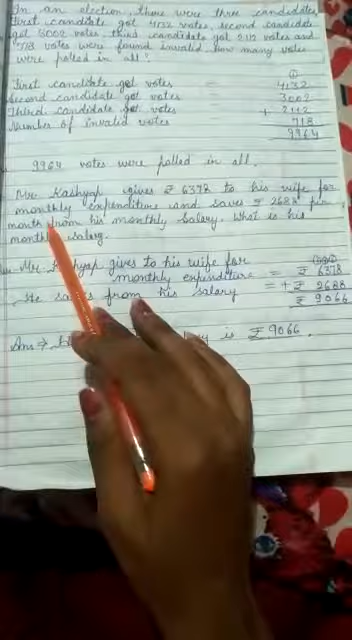 In an election, there were three candidates.
First candidate got 4132 votes, second candidate
got 3002 votes, third candidate got 2112 votes and
718 votes were found invalid. How many votes
were polled in all?
First candidate got votes = 4132
Second candidate got votes 3002
Third candidate got votes + 2112
Number of invalid votes 718
9964
9964 votes were polled in all.
Mr. Kashyap gives ₹ 6378 to his wife for
monthly expenditure and saves ₹ 2688 per
month from his monthly salary. What is his
monthly salary.
Mr. Kashyap gives to his wife for
monthly expenditure = ₹ 6378
He saves from his salary = + ₹ 2688
₹ 9066
Ans ⇒ is ₹ 9066.